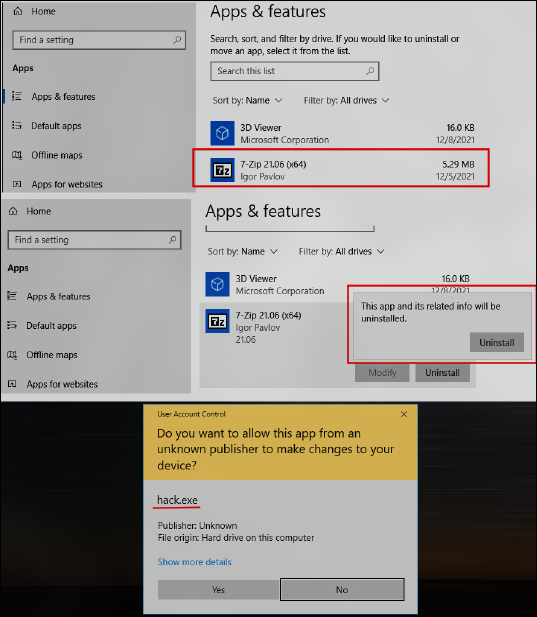 Home
Find a setting
Apps
Apps & features
Default apps
Offline maps
Apps for websites
Apps & features
Search, sort, and filter by drive. If you would like to uninstall or
move an app, select it from the list.
Search this list
Sort by: Name
Filter by: All drives
3D Viewer
16.0 KB
Microsoft Corporation
12/8/2021
7-Zip 21.06 (x64)
5.29 MB
Igor Pavlov
12/5/2021
Home
Find a setting
Apps
Apps & features
Default apps
Offline maps
Apps for websites
Apps & features
Sort by: Name
Filter by: All drives
3D Viewer
16.0 KB
Microsoft Corporation
12/8/2021
7-Zip 21.06 (x64)
Igor Pavlov
21.06
This app and its related info will be
uninstalled.
Uninstall
Modify
Uninstall
User Account Control
Do you want to allow this app from an
unknown publisher to make changes to your
device?
hack.exe
Publisher: Unknown
File origin: Hard drive on this computer
Show more details
Yes
No